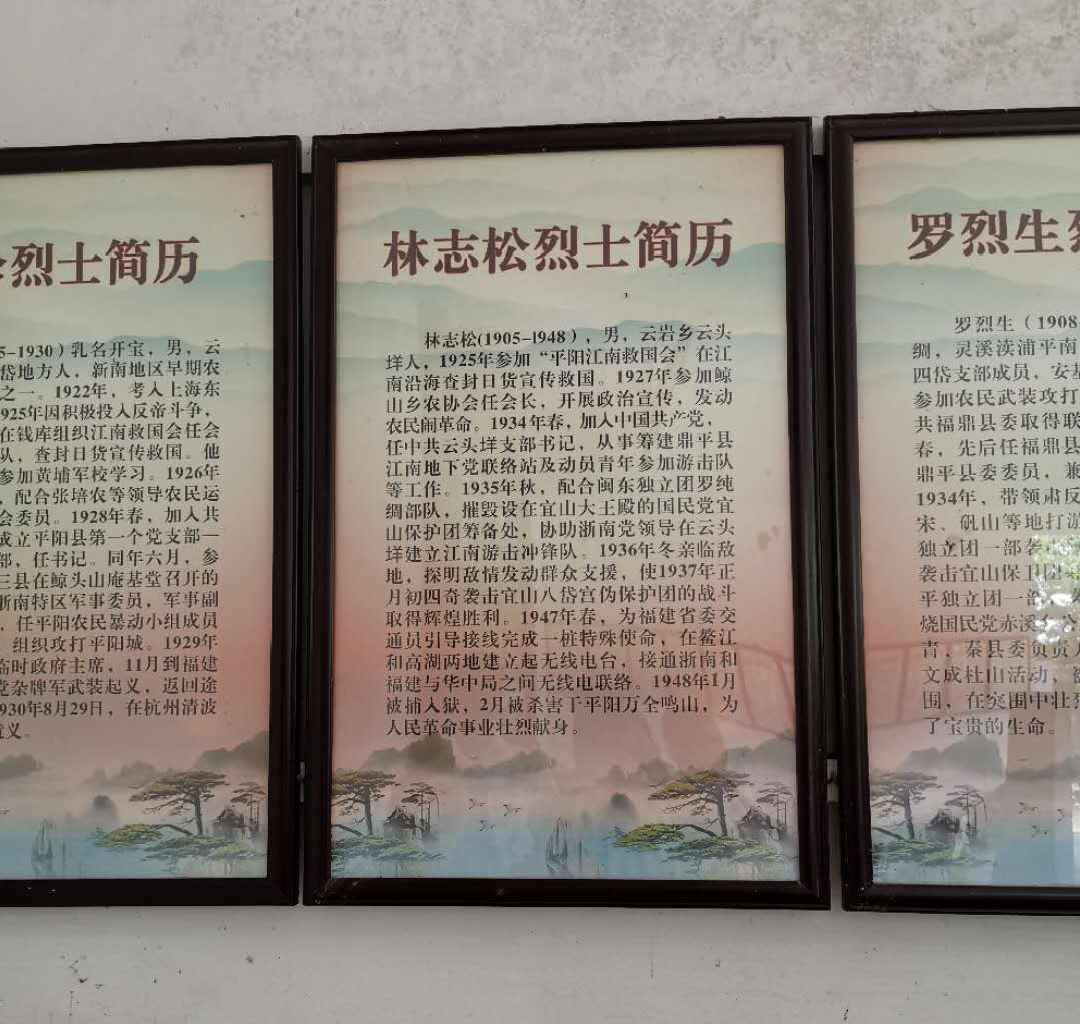 烈士简历
5-1930）乳名开宝，男，云
岱地方人，新南地区早期农
之一。1922年，考入上海东
925年因积极投入反帝斗争，
在钱库组织江南救国会任会
队，查封日货宣传救国。他
参加黄埔军校学习。1926年
，配合张培农等领导农民运
会委员。1928年春，加入共
成立平阳县第一个党支部—
部，任书记。同年六月，参
三县在鲸头山庵基堂召开的
浙南特区军事委员，军事副
，任平阳农民暴动小组成员
组织攻打平阳城。1929年
临时政府主席，11月到福建
党杂牌军武装起义，返回途
930年8月29日，在杭州清波
义。
林志松烈士简历
林志松(1905-1948），男，云岩乡云头
垟人，1925年参加“平阳江南救国会”在江
南沿海查封日货宣传救国。1927年参加鲸
山乡农协会任会长，开展政治宣传，发动
农民闹革命。1934年春，加入中国共产党，
任中共云头垟支部书记，从事筹建鼎平县
江南地下党联络站及动员青年参加游击队
等工作。1935年秋，配合闽东独立团罗纯
绸部队，摧毁设在宜山大王殿的国民党宜
山保护团筹备处，协助浙南党领导在云头
垟建立江南游击冲锋队。1936年冬亲临敌
地，探明敌情发动群众支援，使1937年正
月初四奇袭击宜山八岱宫伪保护团的战斗
取得辉煌胜利。1947年春，为福建省委交
通员引导接线完成一桩特殊使命，在鳌江
和高湖两地建立起无线电台，接通浙南和
福建与华中局之间无线电联络。1948年1月
被捕入狱，2月被杀害于平阳万全鸣山，为
人民革命事业壮烈献身。
罗烈生
罗烈生（1908
绸，灵溪渎浦平南
四岱支部成员，安基
参加农民武装攻打
共福鼎县委取得联
春，先后任福鼎县
鼎平县委委员，兼
1934年，带领肃反
宋、矾山等地打游
独立团一部袭
袭击宜山保卫团
平独立团一部
烧国民党赤溪
青、泰县委负责
文成杜山活动，
围，在突围中壮
了宝贵的生命。